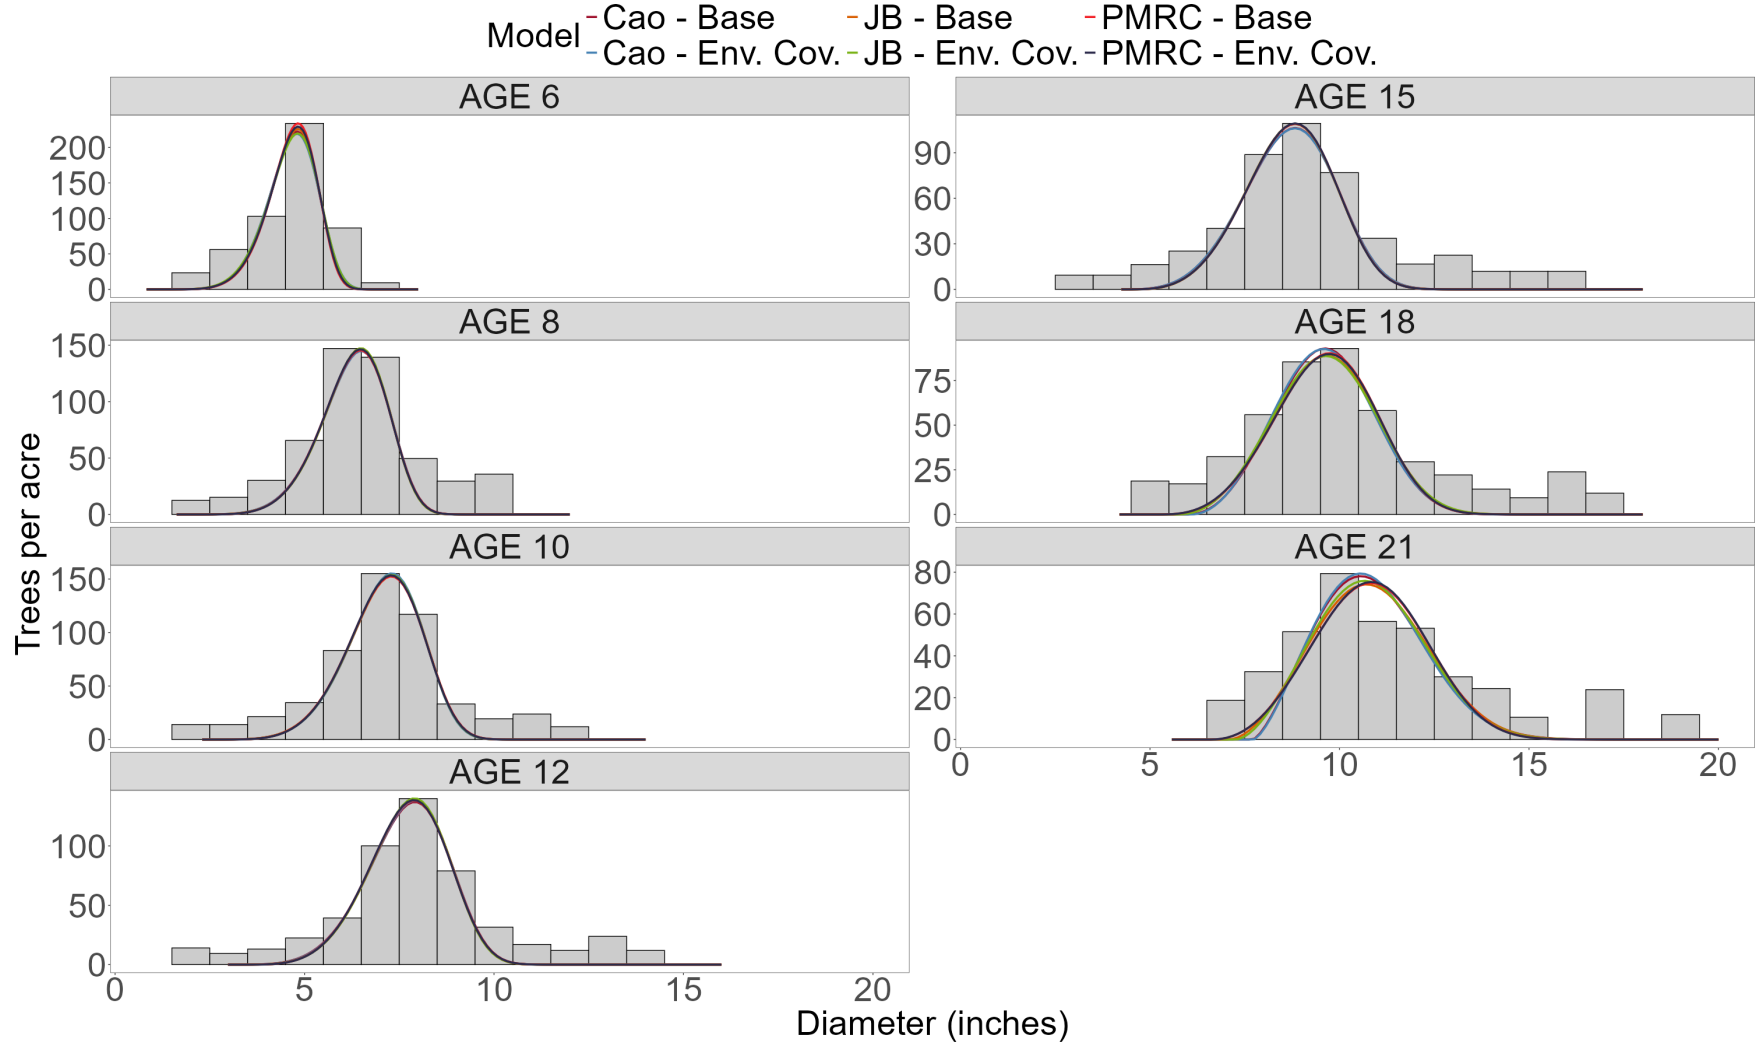 Model
Cao - Base JB - Base PMRC - Base
Cao - Env. Cov. JB - Env. Cov. PMRC - Env. Cov.
AGE 6
200
150
100
50
0
AGE 8
150
100
50
0
AGE 10
150
100
50
0
AGE 12
100
50
0
0 5 10 15 20
AGE 15
90
60
30
0
AGE 18
75
50
25
0
AGE 21
80
60
40
20
0
0 5 10 15 20
Trees per acre
Diameter (inches)